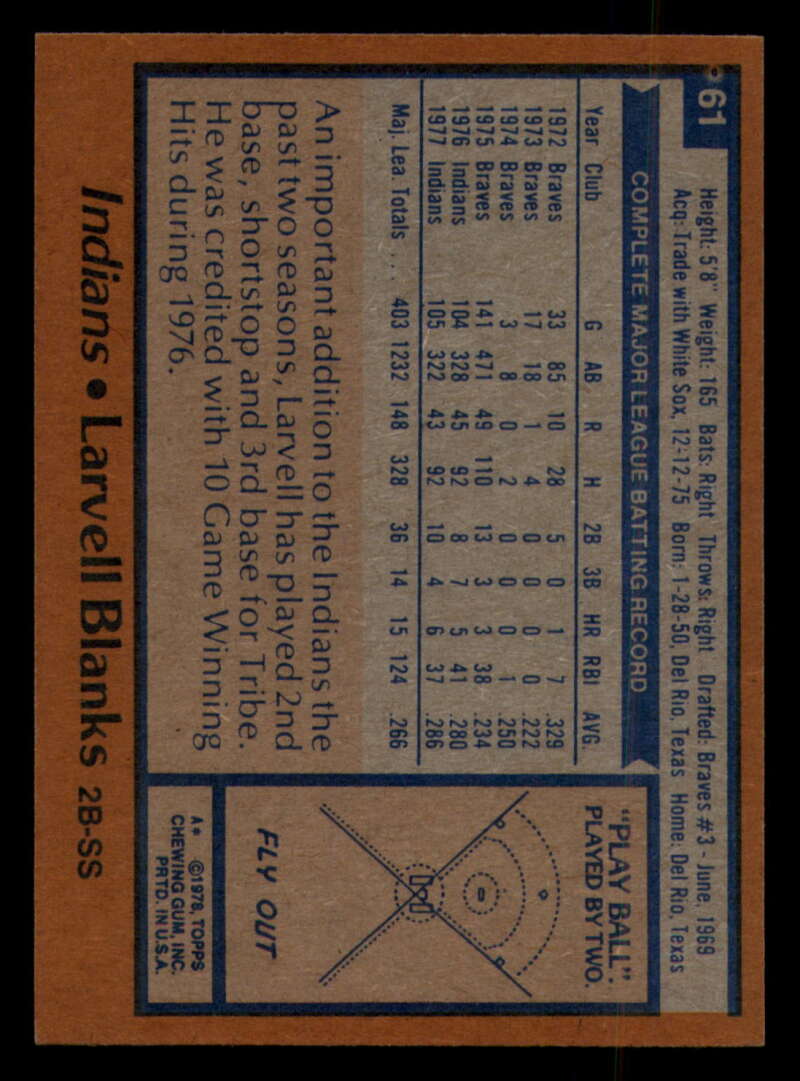 61
Height: 5'8" Weight: 165 Bats: Right Throws: Right Drafted: Braves #3 - June, 1969
Acq: Trade with White Sox, 12-12-75 Born: 1-28-50, Del Rio, Texas Home: Del Rio, Texas
COMPLETE MAJOR LEAGUE BATTING RECORD
Year Club G AB R H 2B 3B HR RBI AVG.
1972 Braves 33 85 10 28 5 0 1 7 .329
1973 Braves 17 18 1 4 0 0 0 0 .222
1974 Braves 3 8 0 2 0 0 0 1 .250
1975 Braves 141 471 49 110 13 3 3 38 .234
1976 Indians 104 328 45 92 8 7 5 41 .280
1977 Indians 105 322 43 92 10 4 6 37 .286
Maj. Lea. Totals ... 403 1232 148 328 36 14 15 124 .266
An important addition to the Indians the
past two seasons, Larvell has played 2nd
base, shortstop and 3rd base for Tribe.
He was credited with 10 Game Winning
Hits during 1976.
"PLAY BALL".
PLAYED BY TWO.
FLY OUT
A* ©1978, TOPPS
CHEWING GUM, INC.
PRTD. IN U.S.A.
Indians • Larvell Blanks 2B-SS